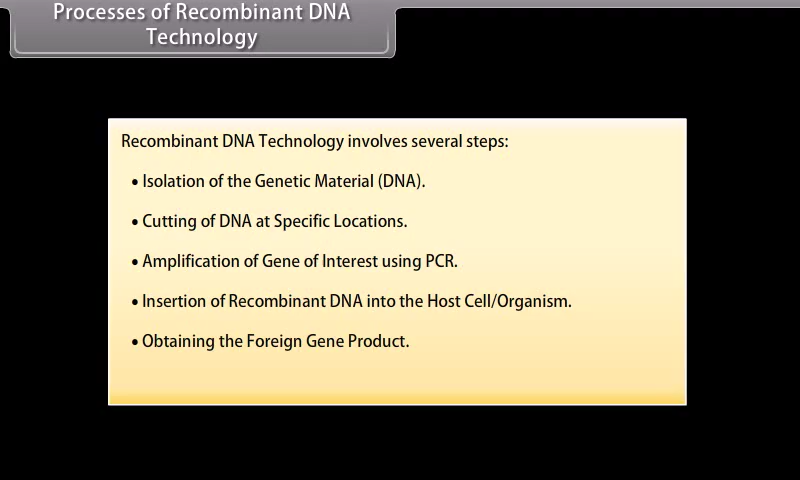 Processes of Recombinant DNA
Technology
Recombinant DNA Technology involves several steps:
• Isolation of the Genetic Material (DNA).
• Cutting of DNA at Specific Locations.
• Amplification of Gene of Interest using PCR.
• Insertion of Recombinant DNA into the Host Cell/Organism.
• Obtaining the Foreign Gene Product.